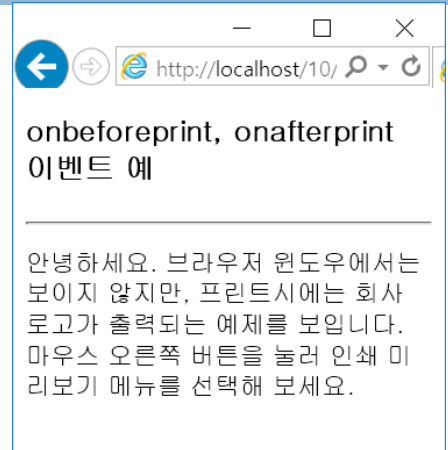 http://localhost/10/
onbeforeprint, onafterprint
이벤트 예
안녕하세요. 브라우저 윈도우에서는
보이지 않지만, 프린트시에는 회사
로고가 출력되는 예제를 보입니다.
마우스 오른쪽 버튼을 눌러 인쇄 미
리보기 메뉴를 선택해 보세요.